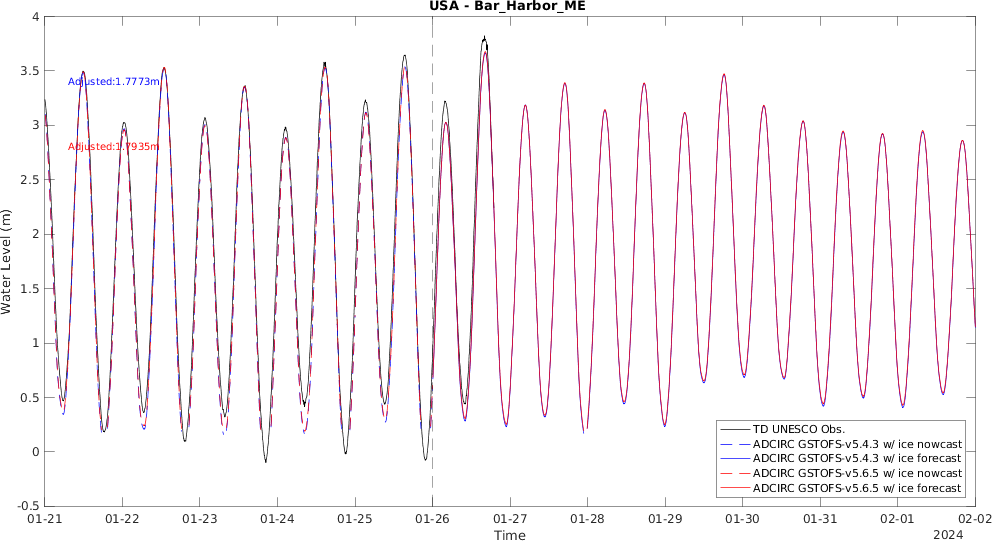 USA - Bar_Harbor_ME
4
3.5
3
2.5
2
1.5
1
0.5
0
-0.5
Water Level (m)
Adjusted:1.7773m
Adjusted:1.7935m
TD UNESCO Obs.
ADCIRC GSTOFS-v5.4.3 w/ ice nowcast
ADCIRC GSTOFS-v5.4.3 w/ ice forecast
ADCIRC GSTOFS-v5.6.5 w/ ice nowcast
ADCIRC GSTOFS-v5.6.5 w/ ice forecast
01-21 01-22 01-23 01-24 01-25 01-26 01-27 01-28 01-29 01-30 01-31 02-01 02-02
Time
2024